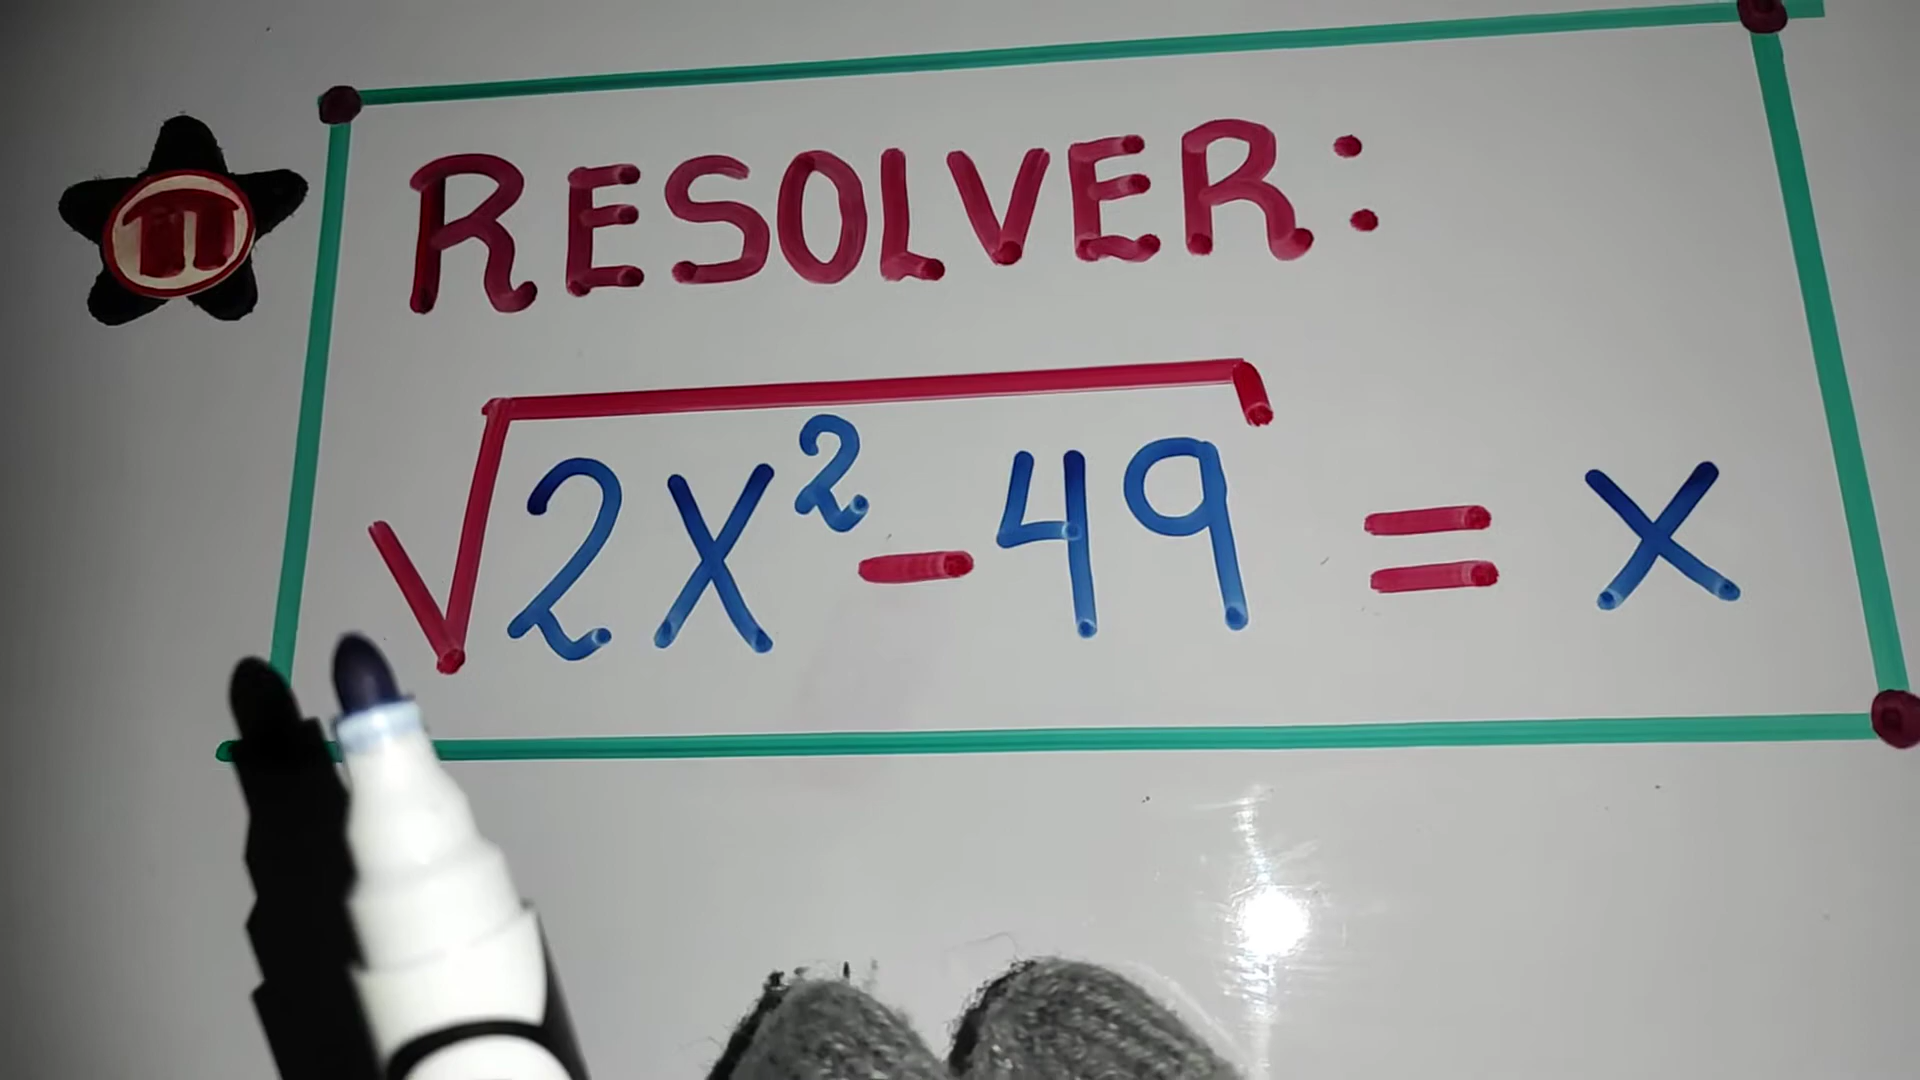 π
RESOLVER:
√2x²-49 = x